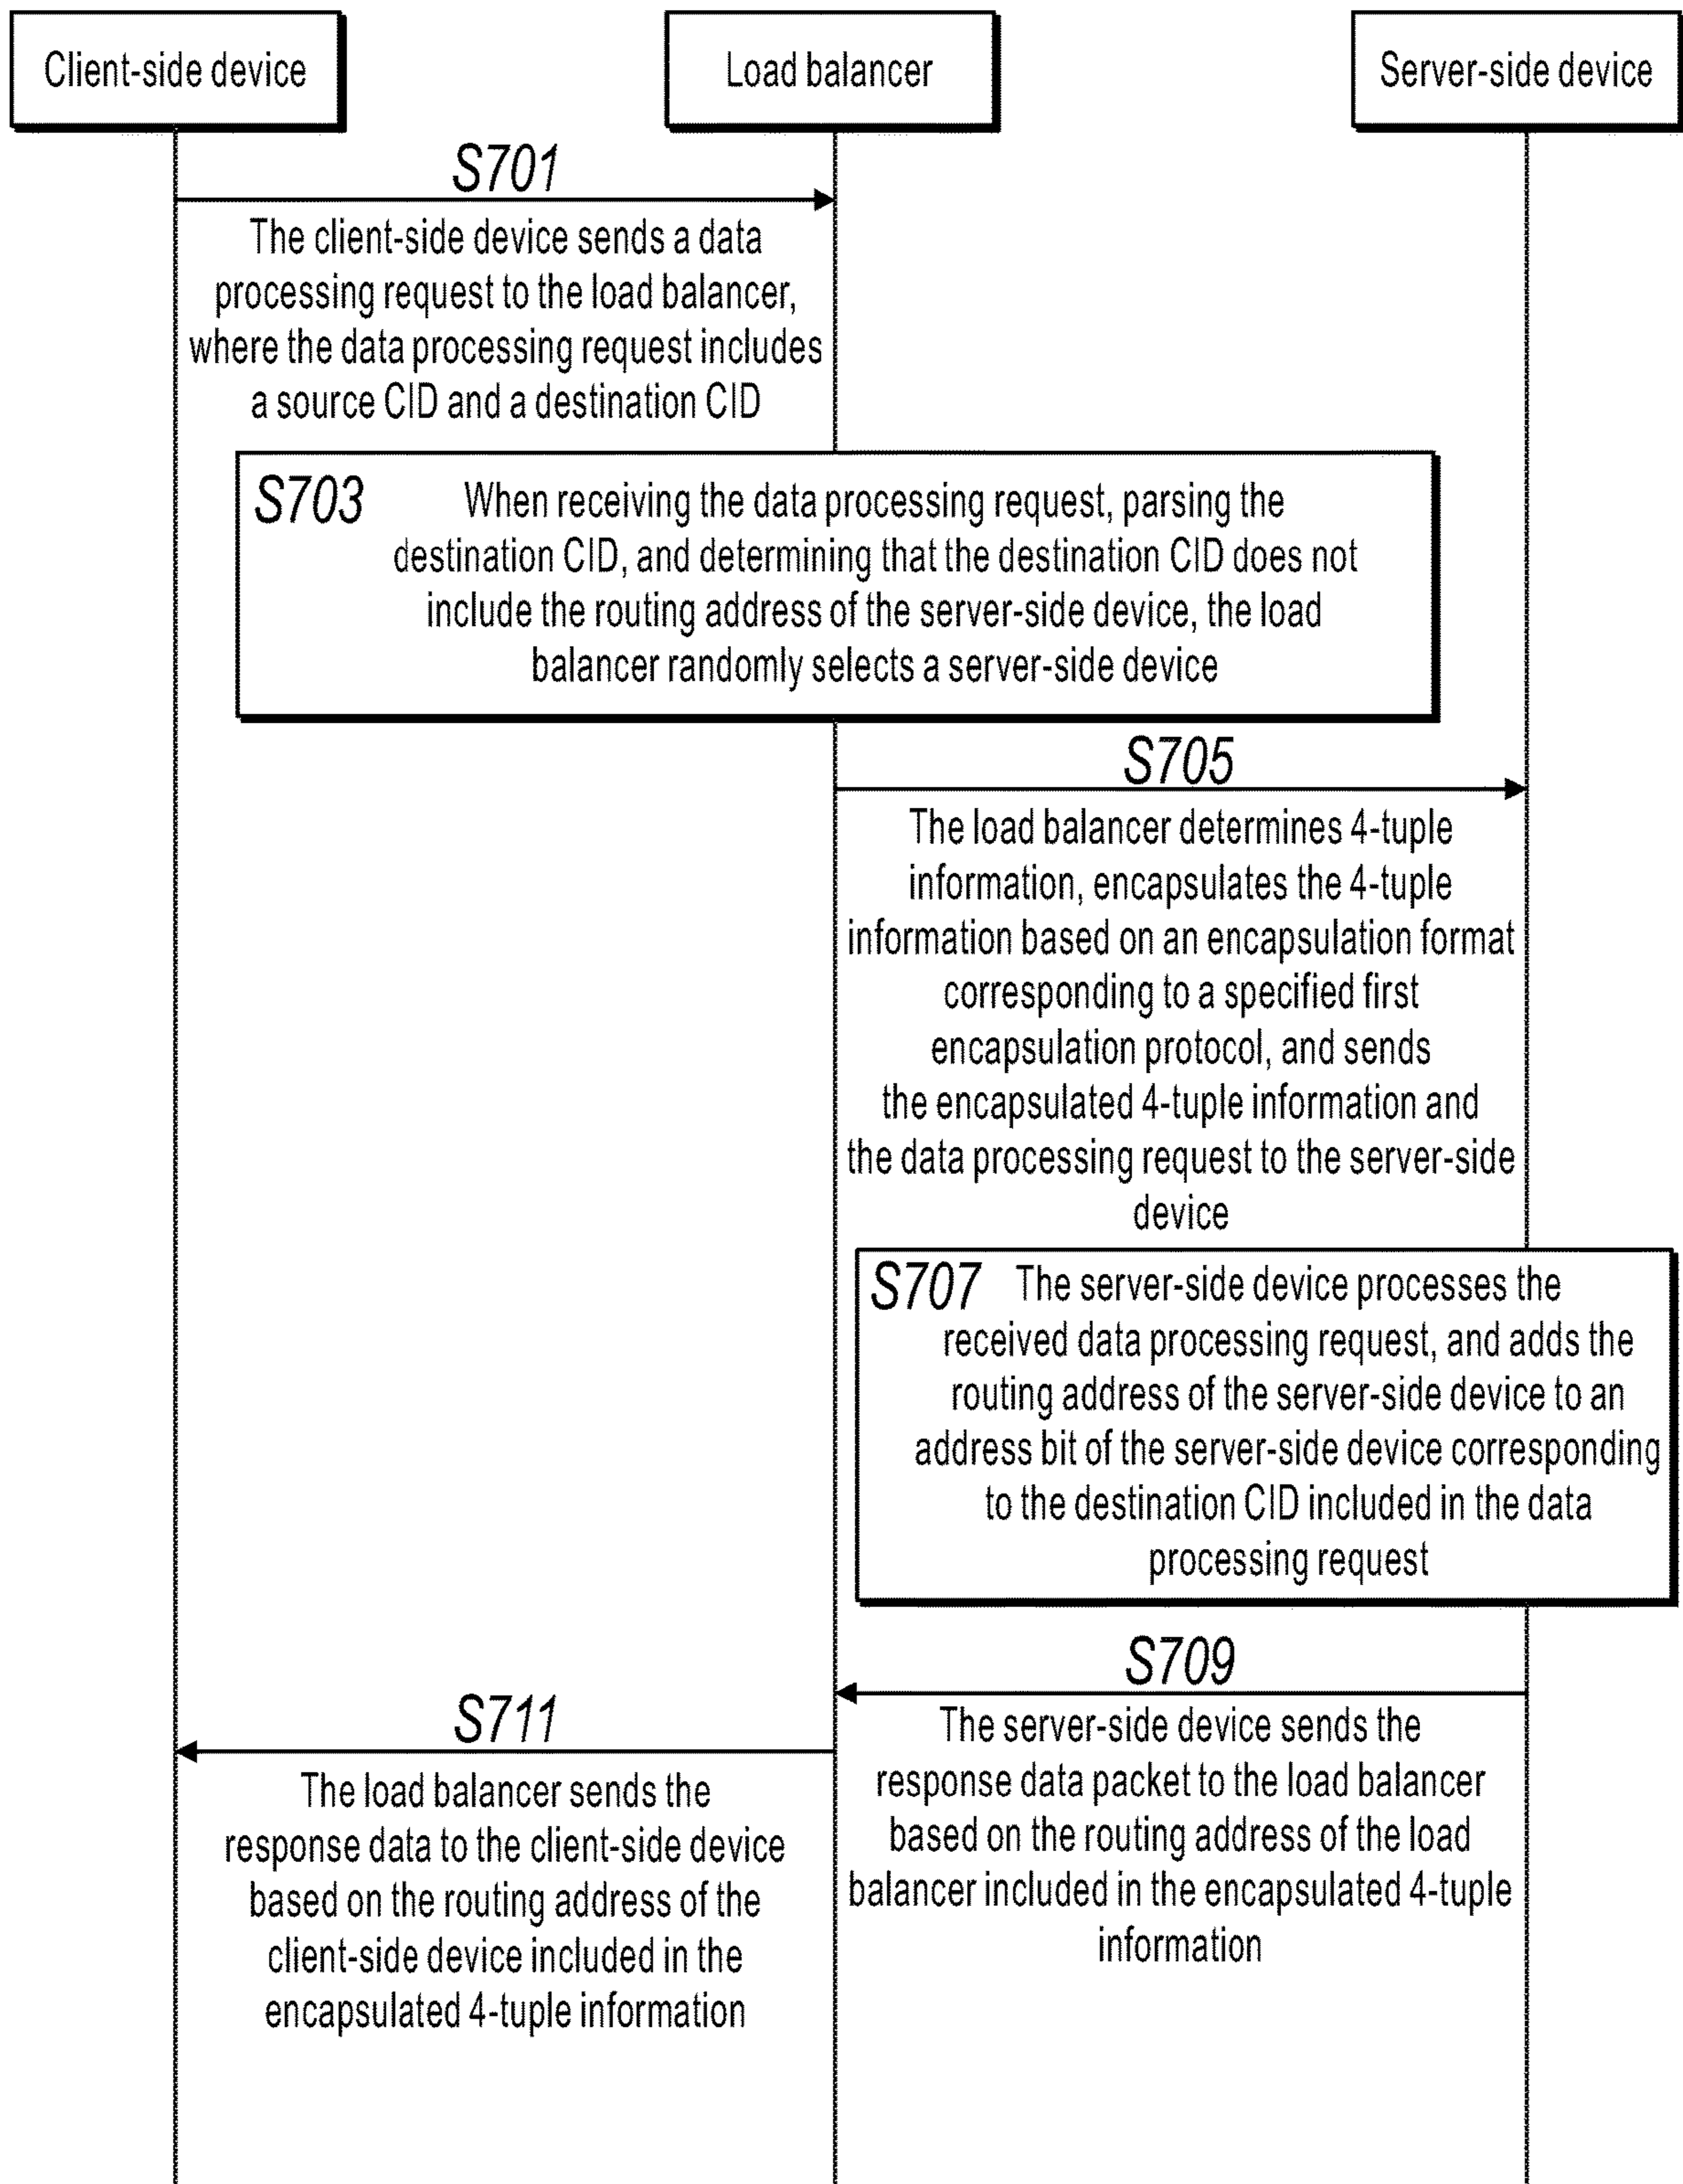 Client-side device
Load balancer
Server-side device
S701
The client-side device sends a data
processing request to the load balancer,
where the data processing request includes
a source CID and a destination CID
S703
When receiving the data processing request, parsing the
destination CID, and determining that the destination CID does not
include the routing address of the server-side device, the load
balancer randomly selects a server-side device
S705
The load balancer determines 4-tuple
information, encapsulates the 4-tuple
information based on an encapsulation format
corresponding to a specified first
encapsulation protocol, and sends
the encapsulated 4-tuple information and
the data processing request to the server-side
device
S707
The server-side device processes the
received data processing request, and adds the
routing address of the server-side device to an
address bit of the server-side device corresponding
to the destination CID included in the data
processing request
S709
The server-side device sends the
response data packet to the load balancer
based on the routing address of the load
balancer included in the encapsulated 4-tuple
information
S711
The load balancer sends the
response data to the client-side device
based on the routing address of the
client-side device included in the
encapsulated 4-tuple information